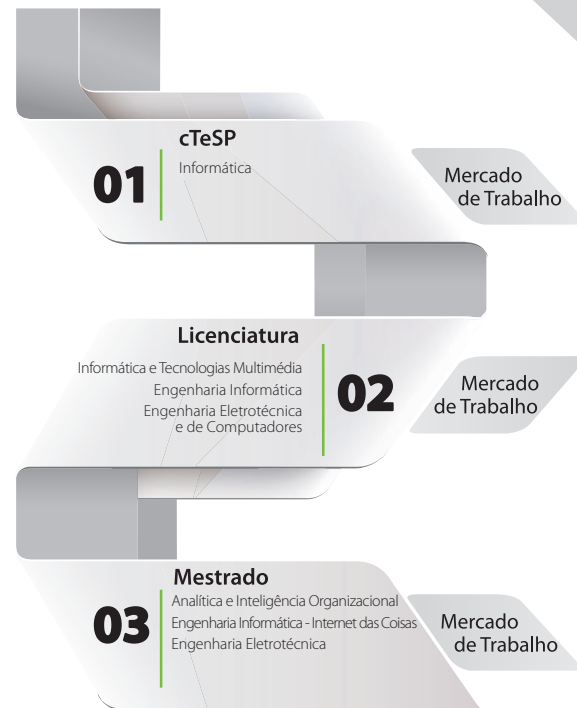 cTeSP
01
Informática
Mercado
de Trabalho
Licenciatura
Informática e Tecnologias Multimédia
Engenharia Informática
Engenharia Eletrotécnica
e de Computadores
02
Mercado
de Trabalho
Mestrado
03
Analítica e Inteligência Organizacional
Engenharia Informática - Internet das Coisas
Engenharia Eletrotécnica
Mercado
de Trabalho